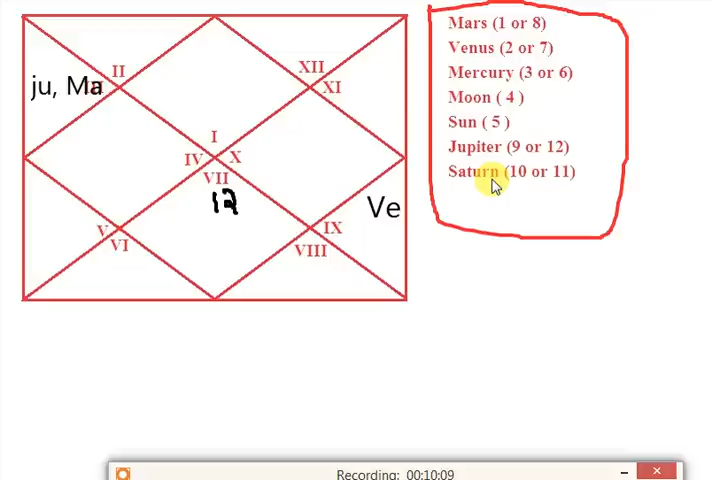 II
ju, Ma
III
XII
XI
I
IV X
VII
12
Ve
V
VI
IX
VIII
Mars (1 or 8)
Venus (2 or 7)
Mercury (3 or 6)
Moon ( 4 )
Sun ( 5 )
Jupiter (9 or 12)
Saturn (10 or 11)
Recording: 00:10:09